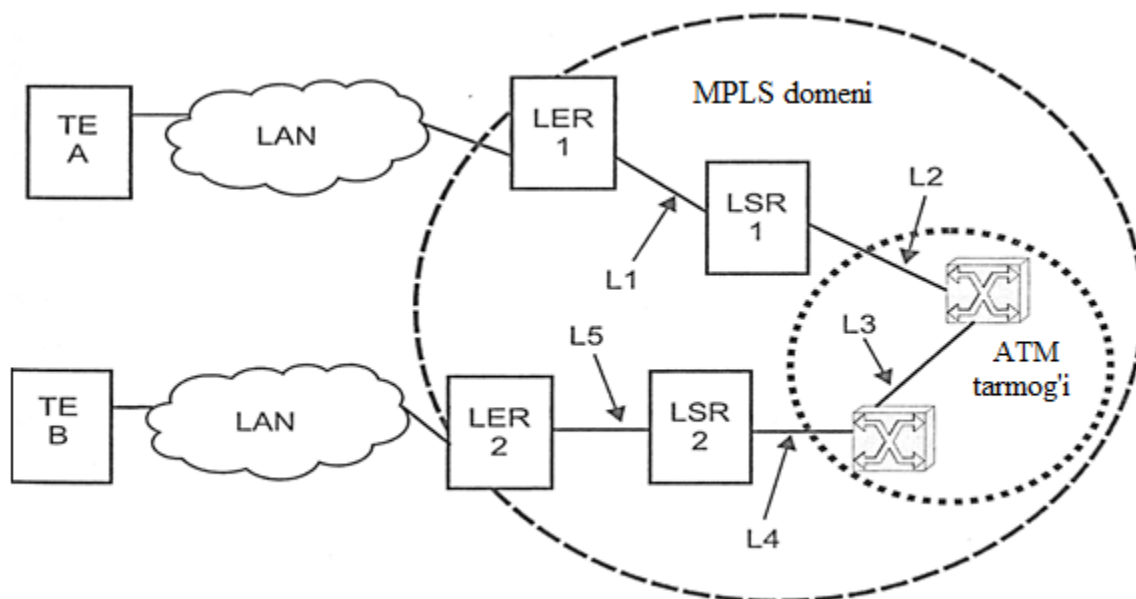 MPLS domeni
TE
A
LAN
LER
1
LSR
1
L2
L1
L3
ATM
tarmog'i
L5
TE
B
LAN
LER
2
LSR
2
L4